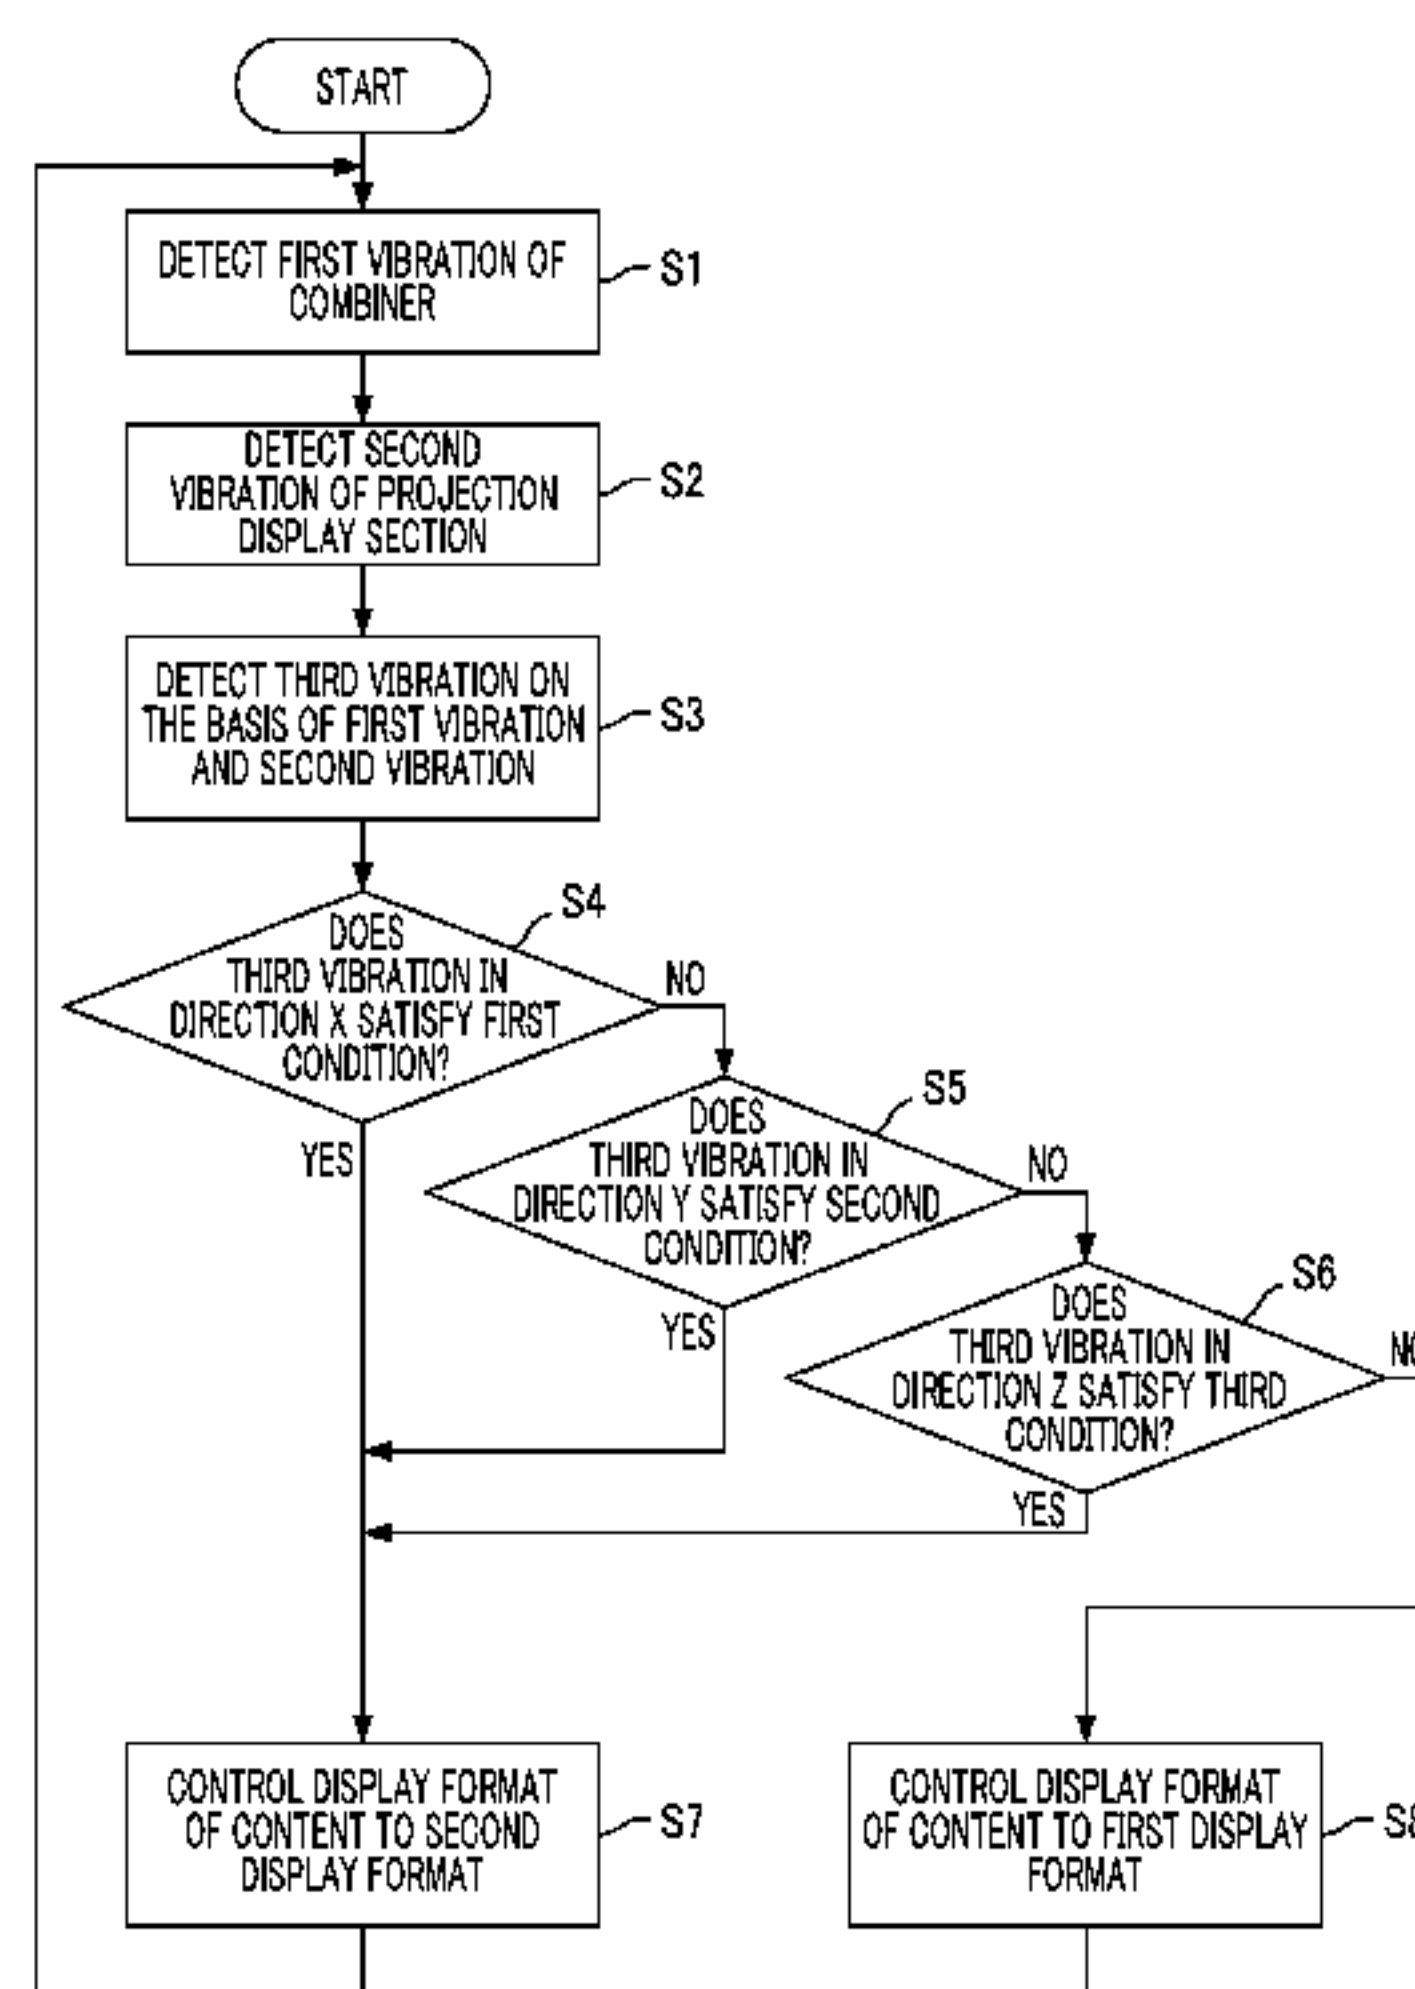 START
DETECT FIRST VIBRATION OF
COMBINER
S1
DETECT SECOND
VIBRATION OF PROJECTION
DISPLAY SECTION
S2
DETECT THIRD VIBRATION ON
THE BASIS OF FIRST VIBRATION
AND SECOND VIBRATION
S3
DOES
THIRD VIBRATION IN
DIRECTION X SATISFY FIRST
CONDITION?
S4
NO
YES
DOES
THIRD VIBRATION IN
DIRECTION Y SATISFY SECOND
CONDITION?
S5
NO
YES
DOES
THIRD VIBRATION IN
DIRECTION Z SATISFY THIRD
CONDITION?
S6
NO
YES
CONTROL DISPLAY FORMAT
OF CONTENT TO SECOND
DISPLAY FORMAT
S7
CONTROL DISPLAY FORMAT
OF CONTENT TO FIRST DISPLAY
FORMAT
S8